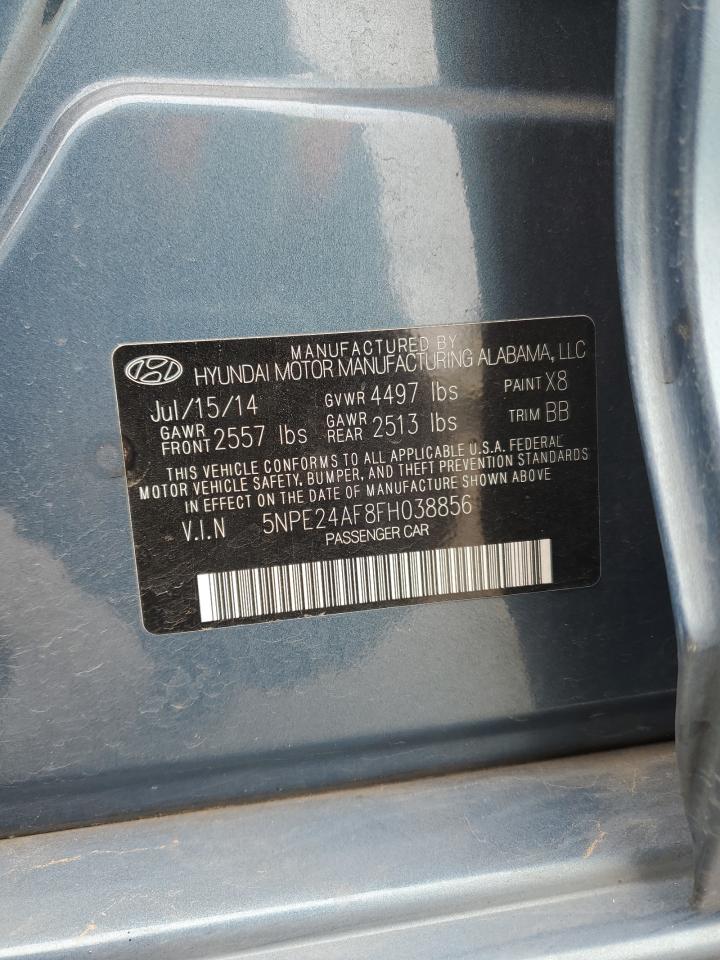 MANUFACTURED BY
HYUNDAI MOTOR MANUFACTURING ALABAMA, LLC
Jul/15/14 GVWR 4497 lbs PAINT X8
GAWR FRONT 2557 lbs GAWR REAR 2513 lbs TRIM BB
THIS VEHICLE CONFORMS TO ALL APPLICABLE U.S.A. FEDERAL
MOTOR VEHICLE SAFETY, BUMPER, AND THEFT PREVENTION STANDARDS
IN EFFECT ON THE DATE OF MANUFACTURE SHOWN ABOVE
V.I.N 5NPE24AF8FH038856
PASSENGER CAR